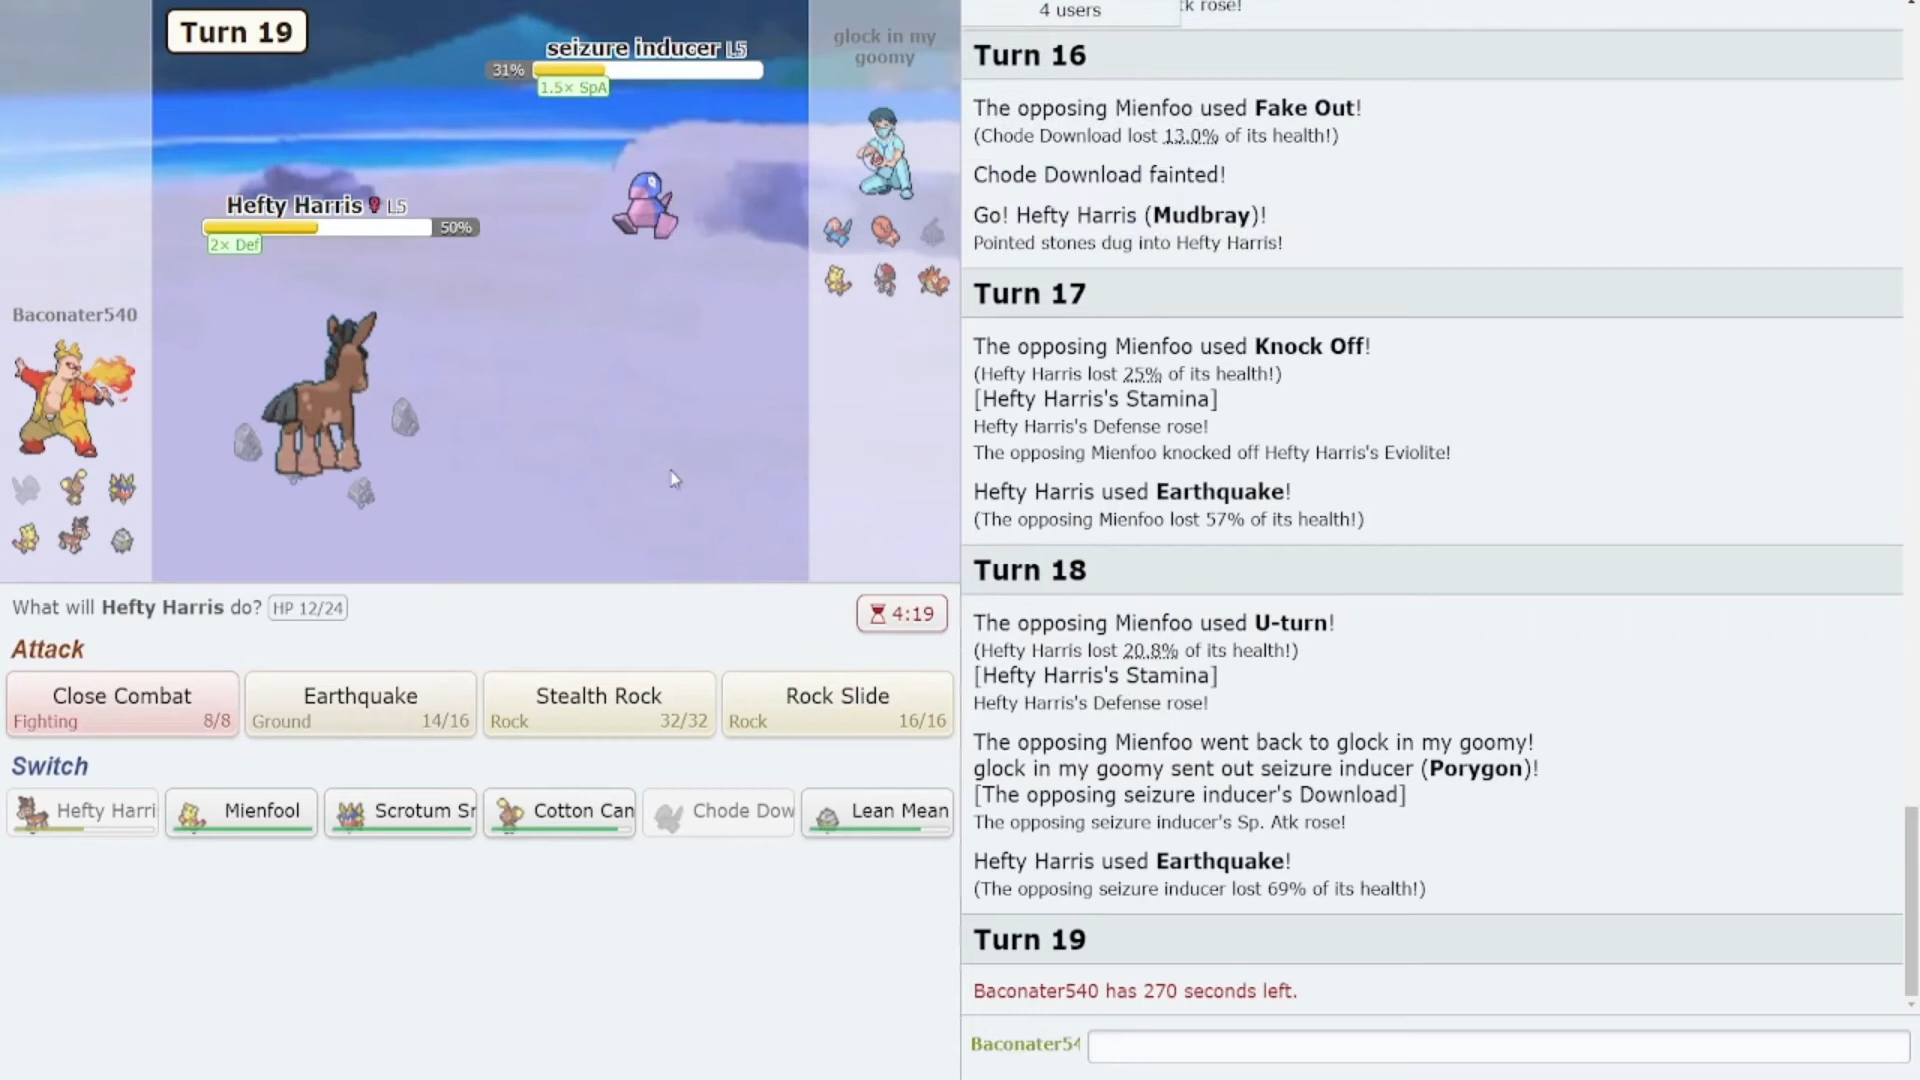 Turn 19
seizure inducer L5
31%
1.5× SpA
glock in my
goomy
Hefty Harris L5
50%
2× Def
Baconater540
What will Hefty Harris do? HP 12/24
4:19
Attack
Close Combat
Fighting 8/8
Earthquake
Ground 14/16
Stealth Rock
Rock 32/32
Rock Slide
Rock 16/16
Switch
Hefty Harri
Mienfool
Scrotum Sr
Cotton Can
Chode Dow
Lean Mean
4 users
k rose!
Turn 16
The opposing Mienfoo used Fake Out!
(Chode Download lost 13.0% of its health!)
Chode Download fainted!
Go! Hefty Harris (Mudbray)!
Pointed stones dug into Hefty Harris!
Turn 17
The opposing Mienfoo used Knock Off!
(Hefty Harris lost 25% of its health!)
[Hefty Harris's Stamina]
Hefty Harris's Defense rose!
The opposing Mienfoo knocked off Hefty Harris's Eviolite!
Hefty Harris used Earthquake!
(The opposing Mienfoo lost 57% of its health!)
Turn 18
The opposing Mienfoo used U-turn!
(Hefty Harris lost 20.8% of its health!)
[Hefty Harris's Stamina]
Hefty Harris's Defense rose!
The opposing Mienfoo went back to glock in my goomy!
glock in my goomy sent out seizure inducer (Porygon)!
[The opposing seizure inducer's Download]
The opposing seizure inducer's Sp. Atk rose!
Hefty Harris used Earthquake!
(The opposing seizure inducer lost 69% of its health!)
Turn 19
Baconater540 has 270 seconds left.
Baconater54